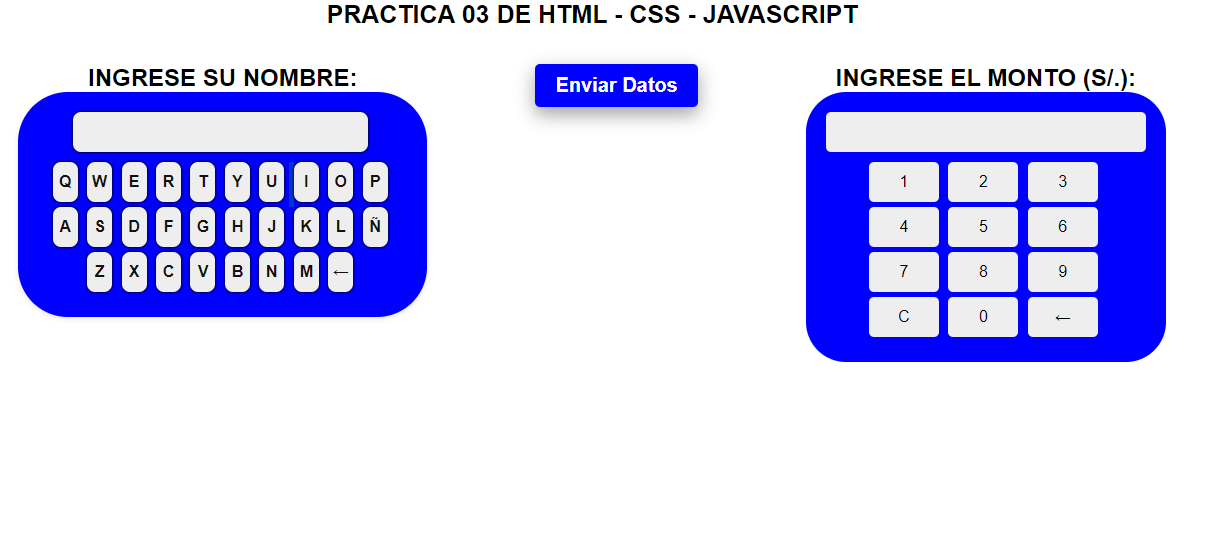 PRACTICA 03 DE HTML - CSS - JAVASCRIPT
INGRESE SU NOMBRE:
Q W E R T Y U I O P
A S D F G H J K L Ñ
Z X C V B N M ←
Enviar Datos
INGRESE EL MONTO (S/.):
1 2 3
4 5 6
7 8 9
C 0 ←